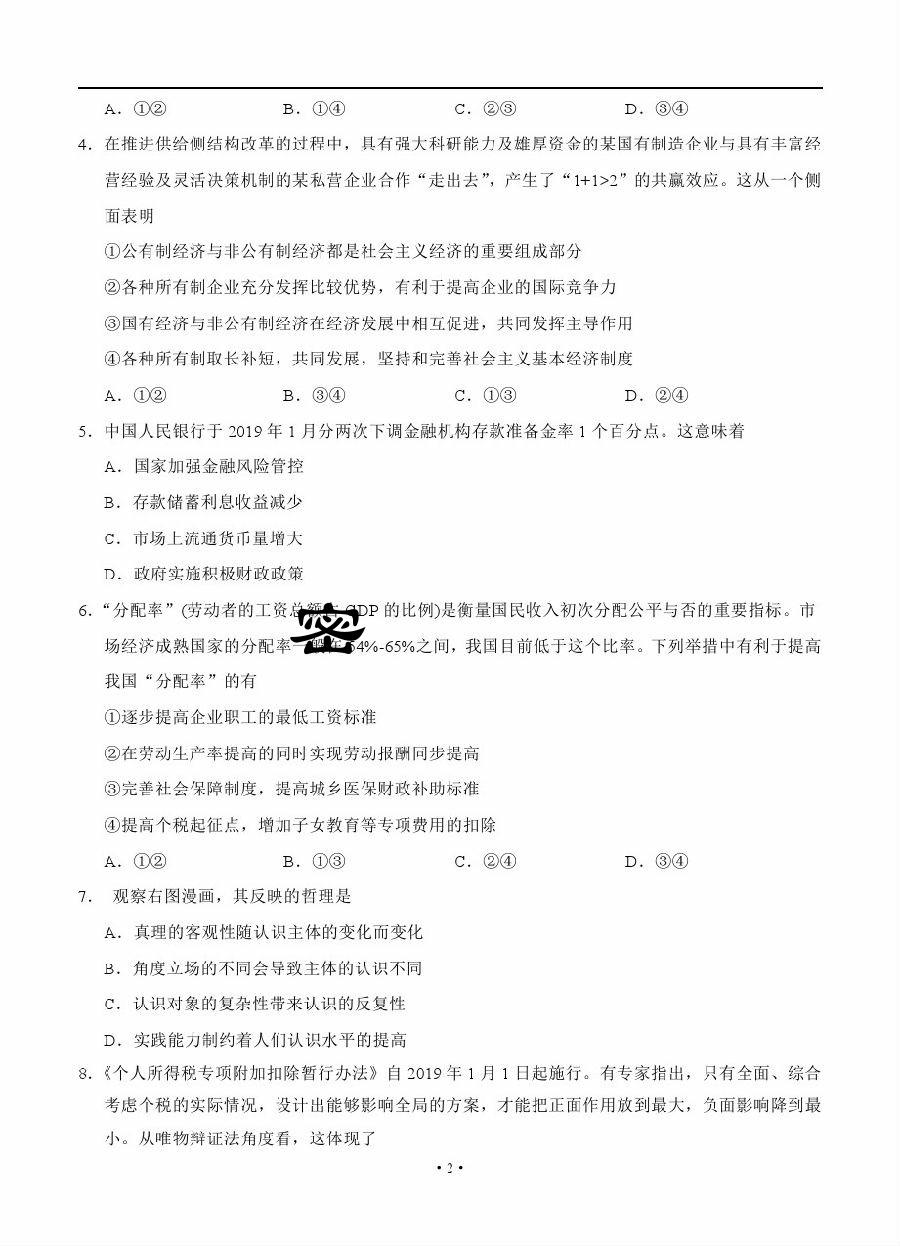 A．①② B．①④ C．②③ D．③④
4．在推进供给侧结构改革的过程中，具有强大科研能力及雄厚资金的某国有制造企业与具有丰富经
营经验及灵活决策机制的某私营企业合作“走出去”，产生了“1+1>2”的共赢效应。这从一个侧
面表明
①公有制经济与非公有制经济都是社会主义经济的重要组成部分
②各种所有制企业充分发挥比较优势，有利于提高企业的国际竞争力
③国有经济与非公有制经济在经济发展中相互促进，共同发挥主导作用
④各种所有制取长补短，共同发展，坚持和完善社会主义基本经济制度
A．①② B．③④ C．①③ D．②④
5．中国人民银行于 2019 年 1 月分两次下调金融机构存款准备金率 1 个百分点。这意味着
A．国家加强金融风险管控
B．存款储蓄利息收益减少
C．市场上流通货币量增大
D．政府实施积极财政政策
6．“分配率”(劳动者的工资总额 GDP 的比例)是衡量国民收入初次分配公平与否的重要指标。市
密
场经济成熟国家的分配率一 54%-65%之间，我国目前低于这个比率。下列举措中有利于提高
我国“分配率”的有
①逐步提高企业职工的最低工资标准
②在劳动生产率提高的同时实现劳动报酬同步提高
③完善社会保障制度，提高城乡医保财政补助标准
④提高个税起征点，增加子女教育等专项费用的扣除
A．①② B．①③ C．②④ D．③④
7． 观察右图漫画，其反映的哲理是
A．真理的客观性随认识主体的变化而变化
B．角度立场的不同会导致主体的认识不同
C．认识对象的复杂性带来认识的反复性
D．实践能力制约着人们认识水平的提高
8．《个人所得税专项附加扣除暂行办法》自 2019 年 1 月 1 日起施行。有专家指出，只有全面、综合
考虑个税的实际情况，设计出能够影响全局的方案，才能把正面作用放到最大，负面影响降到最
小。从唯物辩证法角度看，这体现了
• 2 •